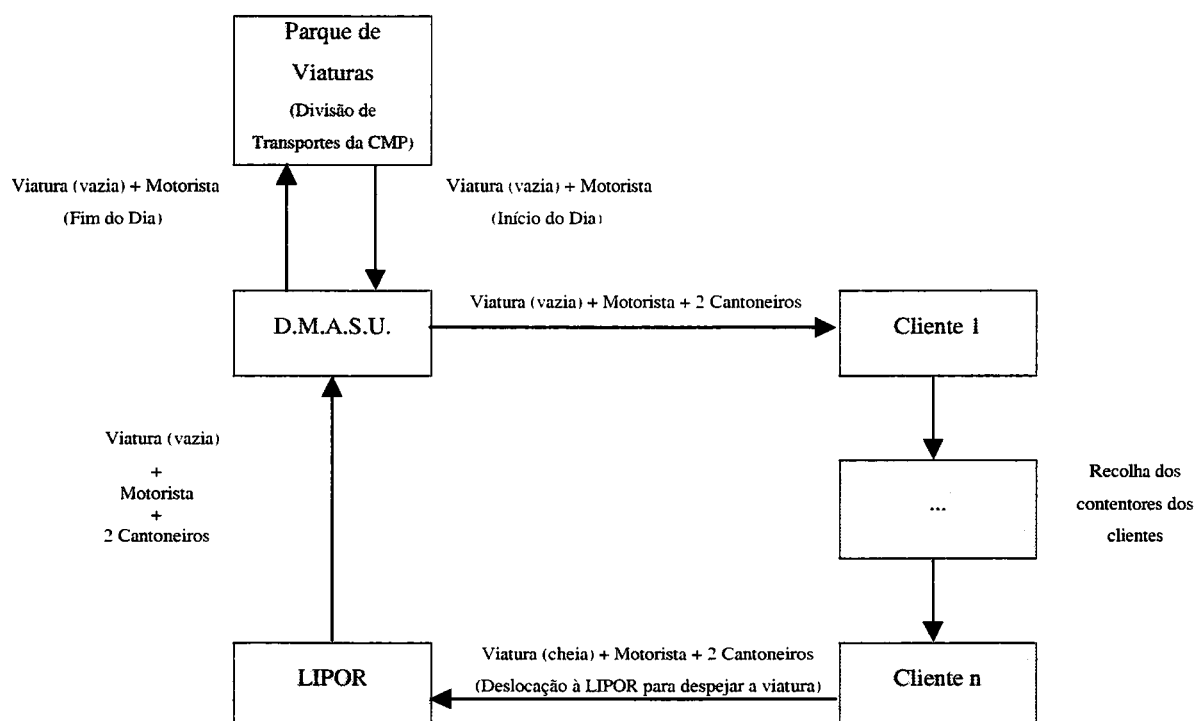 Parque de
Viaturas
(Divisão de
Transportes da CMP)
Viatura (vazia) + Motorista
(Fim do Dia)
Viatura (vazia) + Motorista
(Início do Dia)
D.M.A.S.U.
Viatura (vazia) + Motorista + 2 Cantoneiros
Cliente 1
Viatura (vazia)
+
Motorista
+
2 Cantoneiros
...
Recolha dos
contentores dos
clientes
LIPOR
Viatura (cheia) + Motorista + 2 Cantoneiros
(Deslocação à LIPOR para despejar a viatura)
Cliente n